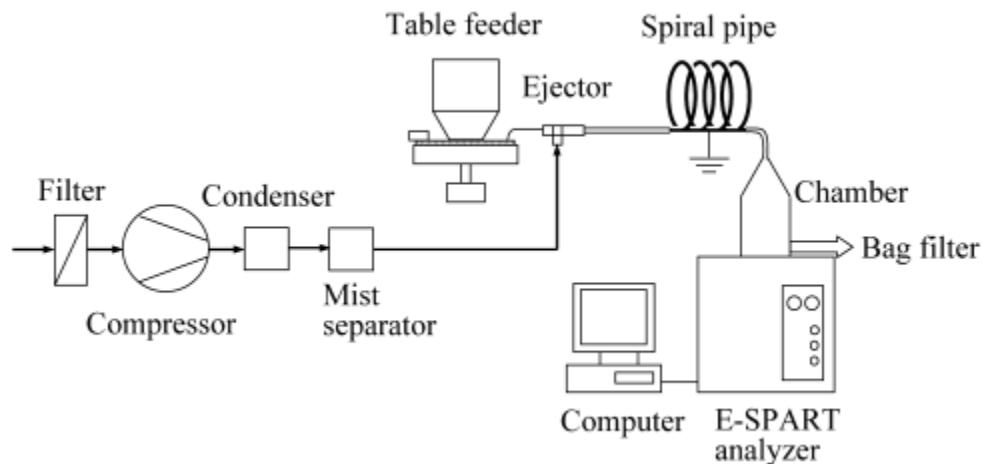 Table feeder
Spiral pipe
Ejector
Filter
Condenser
Chamber
Bag filter
Compressor
Mist
separator
Computer
E-SPART
analyzer